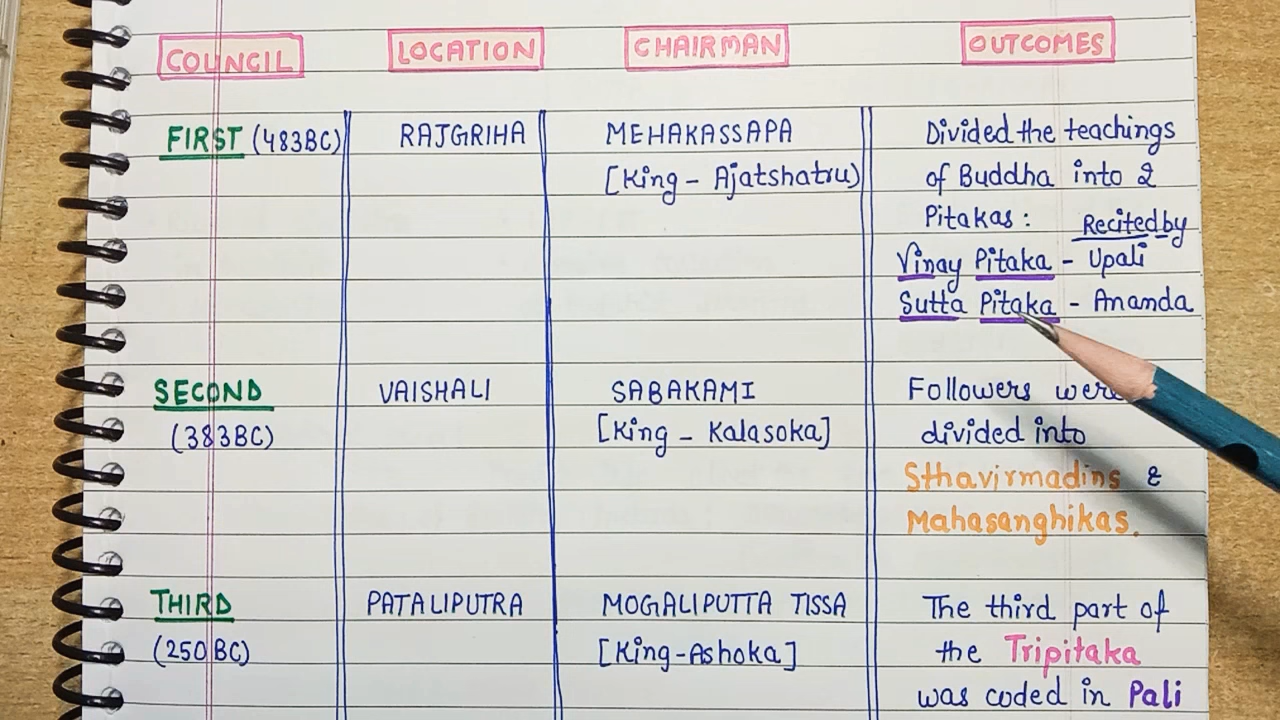 COUNCIL LOCATION CHAIRMAN OUTCOMES
FIRST (483BC) RAJGRIHA MEHAKASSAPA Divided the teachings
[King - Ajatshatru) of Buddha into 2
Pitakas: Recited by
Vinay Pitaka - Upali
Sutta Pitaka - Ananda
SECOND VAISHALI SABAKAMI Followers were
(383BC) [King - Kalasoka] divided into
Sthavirmadins &
Mahasanghikas.
THIRD PATALIPUTRA MOGALIPUTTA TISSA The third part of
(250BC) [King-Ashoka] the Tripitaka
was coded in Pali